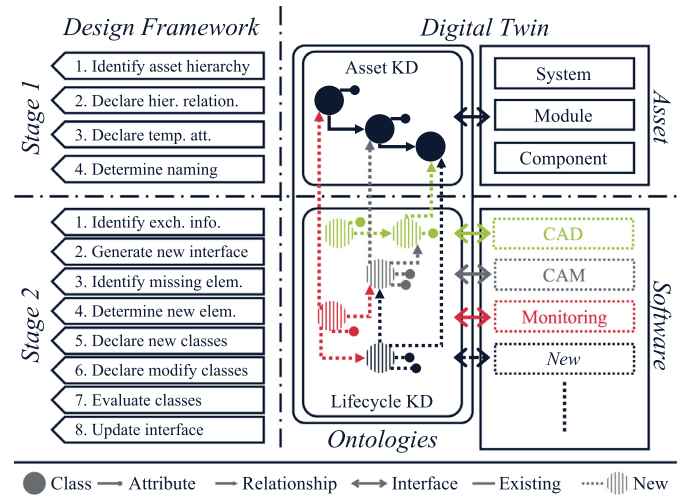 Design Framework
Digital Twin
Stage 1
1. Identify asset hierarchy
2. Declare hier. relation.
3. Declare temp. att.
4. Determine naming
Asset KD
System
Module
Component
Asset
Stage 2
1. Identify exch. info.
2. Generate new interface
3. Identify missing elem.
4. Determine new elem.
5. Declare new classes
6. Declare modify classes
7. Evaluate classes
8. Update interface
Lifecycle KD
Ontologies
CAD
CAM
Monitoring
New
Software
Class
Attribute
Relationship
Interface
Existing
New